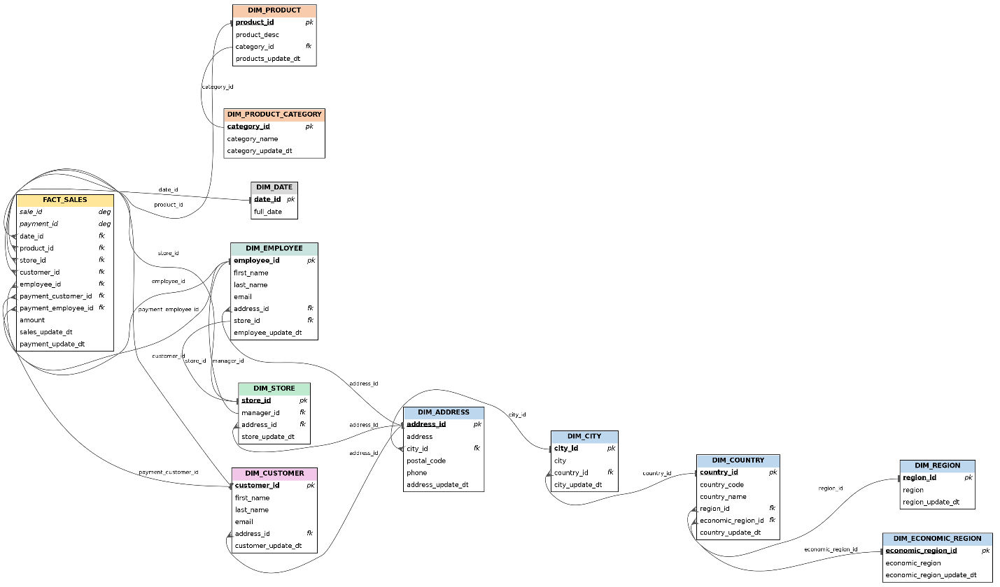 DIM_PRODUCT
product_id pk
product_desc
category_id fk
products_update_dt
category_id
DIM_PRODUCT_CATEGORY
category_id pk
category_name
category_update_dt
date_id
product_id
DIM_DATE
date_id pk
full_date
FACT_SALES
sale_id deg
payment_id deg
date_id fk
product_id fk
store_id fk
customer_id fk
employee_id fk
payment_customer_id fk
payment_employee_id fk
amount
sales_update_dt
payment_update_dt
store_id
employee_id
payment_employee_id
DIM_EMPLOYEE
employee_id pk
first_name
last_name
email
address_id fk
store_id fk
employee_update_dt
customer_id
store_id
manager_id
address_id
DIM_STORE
store_id pk
manager_id fk
address_id fk
store_update_dt
address_id
address_id
payment_customer_id
DIM_CUSTOMER
customer_id pk
first_name
last_name
email
address_id fk
customer_update_dt
DIM_ADDRESS
address_id pk
address
city_id fk
postal_code
phone
address_update_dt
city_id
DIM_CITY
city_id pk
city
country_id fk
city_update_dt
country_id
DIM_COUNTRY
country_id pk
country_code
country_name
region_id fk
economic_region_id fk
country_update_dt
region_id
economic_region_id
DIM_REGION
region_id pk
region
region_update_dt
DIM_ECONOMIC_REGION
economic_region_id pk
economic_region
economic_region_update_dt